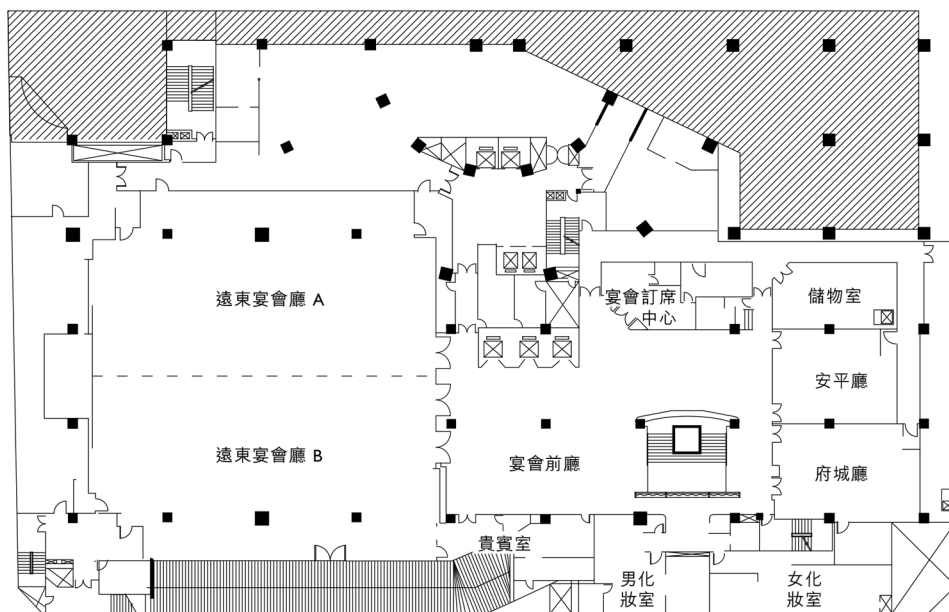 遠東宴會廳 A
宴會訂席
中心
儲物室
安平廳
遠東宴會廳 B
宴會前廳
府城廳
貴賓室
男化
妝室
女化
妝室